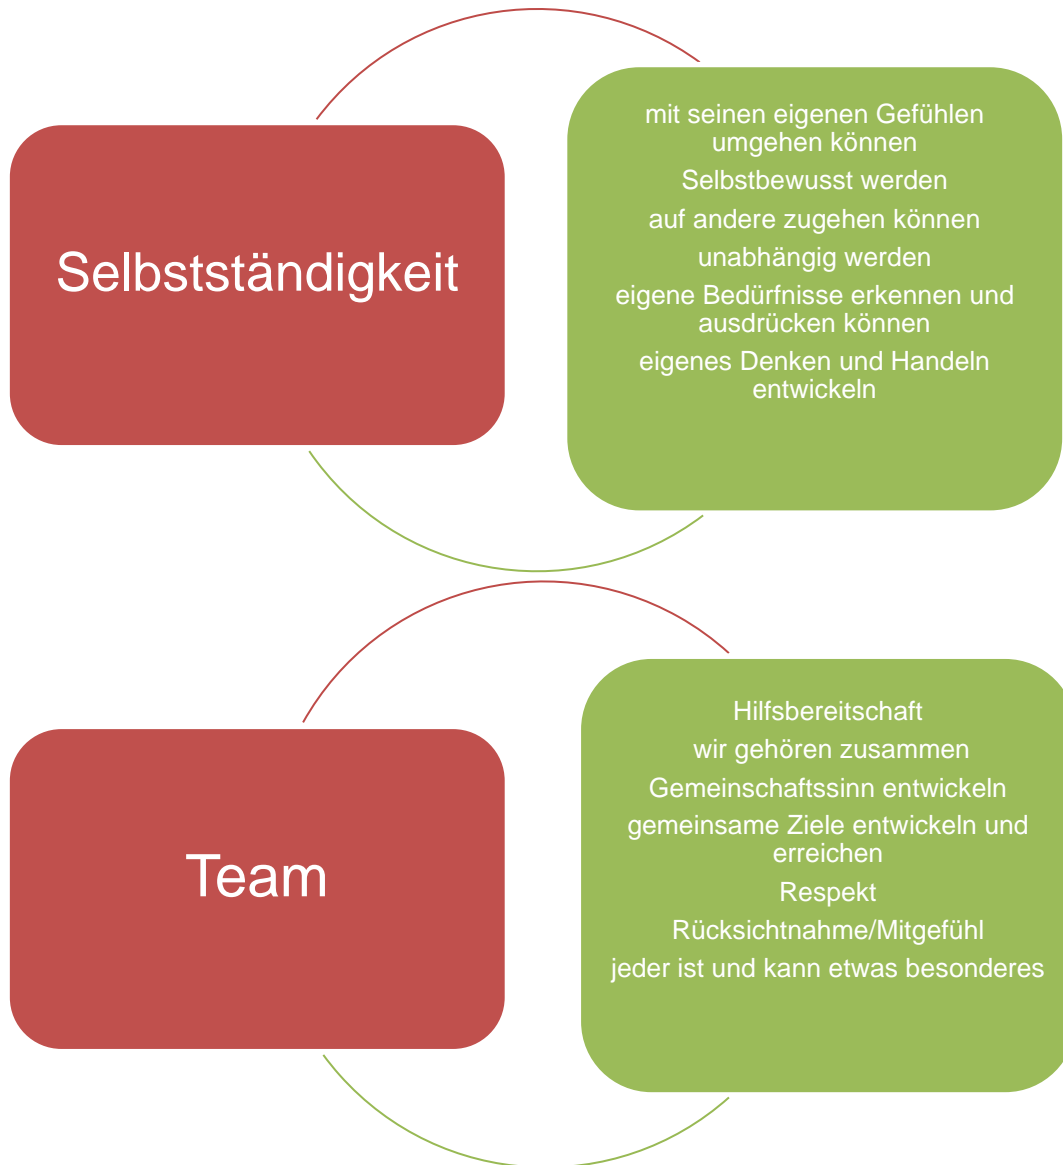 Selbstständigkeit
mit seinen eigenen Gefühlen
umgehen können
Selbstbewusst werden
auf andere zugehen können
unabhängig werden
eigene Bedürfnisse erkennen und
ausdrücken können
eigenes Denken und Handeln
entwickeln
Team
Hilfsbereitschaft
wir gehören zusammen
Gemeinschaftssinn entwickeln
gemeinsame Ziele entwickeln und
erreichen
Respekt
Rücksichtnahme/Mitgefühl
jeder ist und kann etwas besonderes